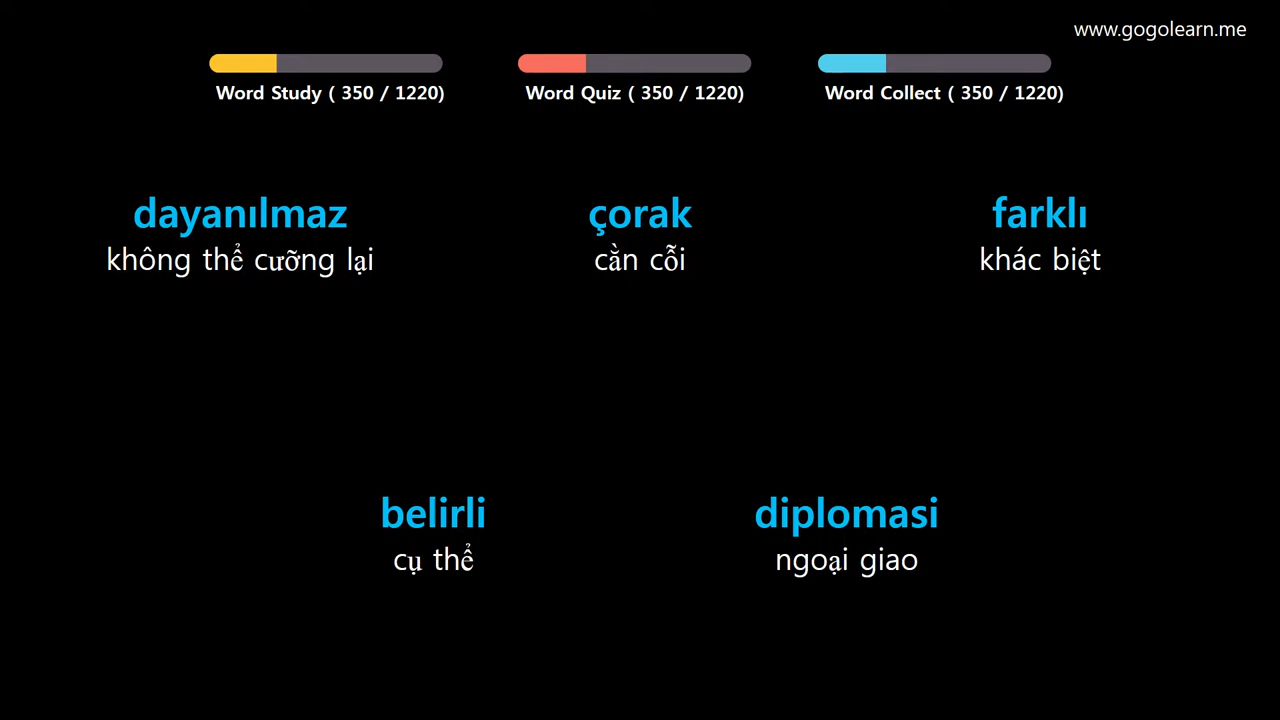 www.gogolearn.me
Word Study ( 350 / 1220)
Word Quiz ( 350 / 1220)
Word Collect ( 350 / 1220)
dayanılmaz
không thể cưỡng lại
çorak
cằn cỗi
farklı
khác biệt
belirli
cụ thể
diplomasi
ngoại giao